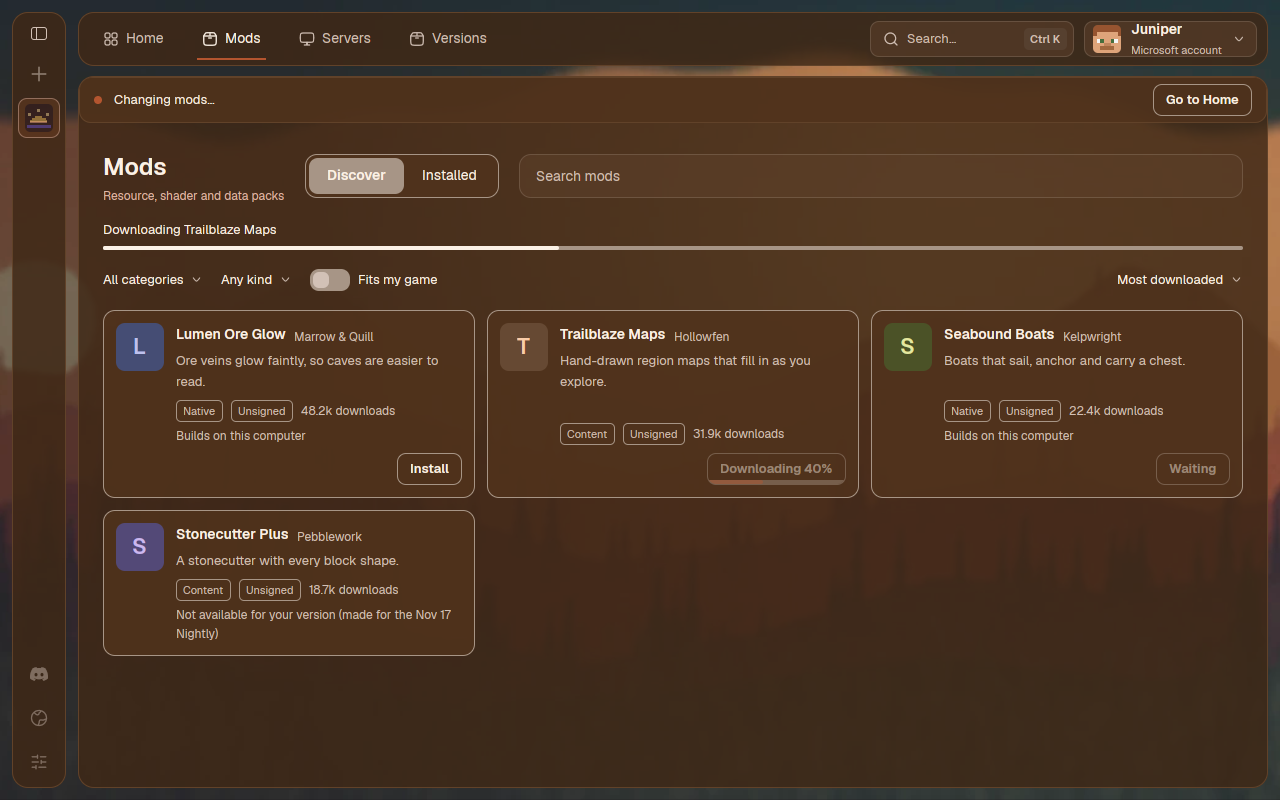 Home
Mods
Servers
Versions
Search...
Ctrl K
Juniper
Microsoft account
Changing mods...
Go to Home
Mods
Resource, shader and data packs
Discover
Installed
Search mods
Downloading Trailblaze Maps
All categories
Any kind
Fits my game
Most downloaded
L
Lumen Ore Glow
Marrow & Quill
Ore veins glow faintly, so caves are easier to
read.
Native
Unsigned
48.2k downloads
Builds on this computer
Install
T
Trailblaze Maps
Hollowfen
Hand-drawn region maps that fill in as you
explore.
Content
Unsigned
31.9k downloads
Downloading 40%
S
Seabound Boats
Kelpwright
Boats that sail, anchor and carry a chest.
Native
Unsigned
22.4k downloads
Builds on this computer
Waiting
S
Stonecutter Plus
Pebblework
A stonecutter with every block shape.
Content
Unsigned
18.7k downloads
Not available for your version (made for the Nov 17
Nightly)